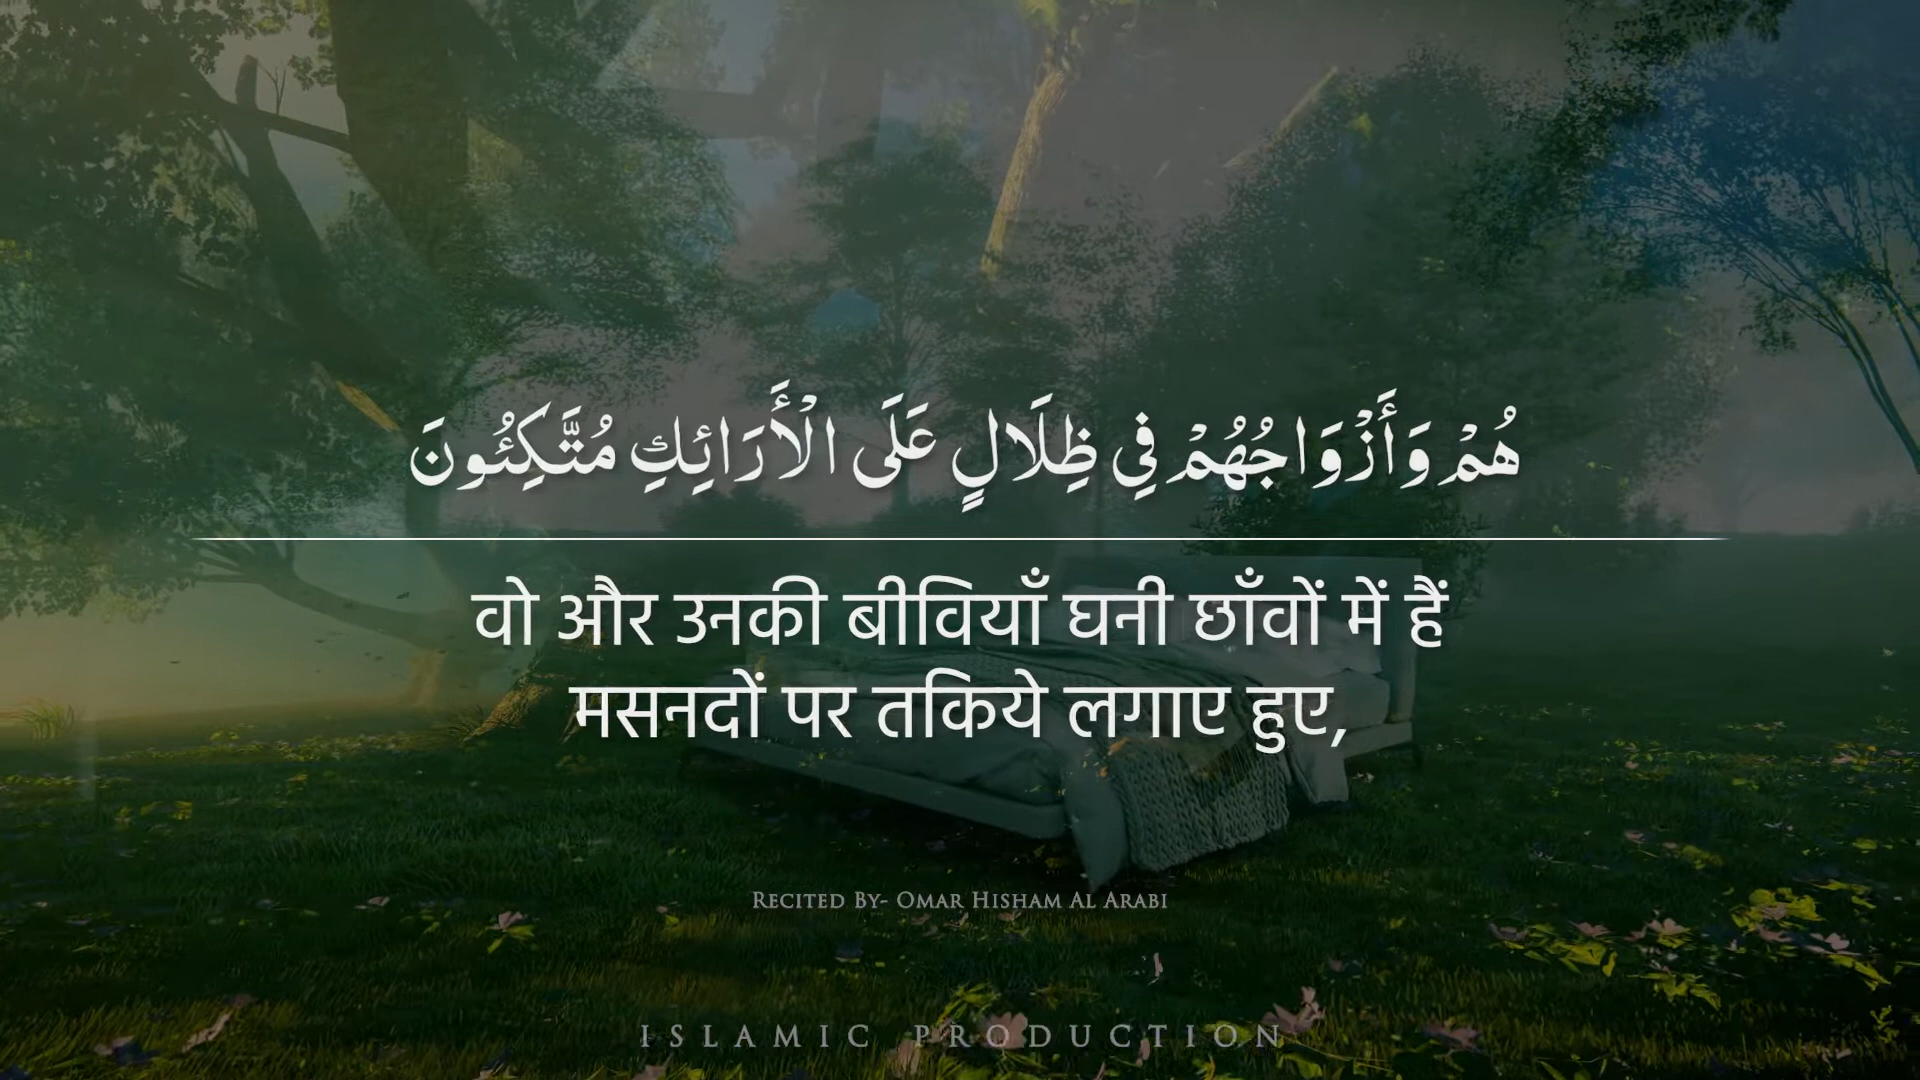 هُمْ وَأَزْوَاجُهُمْ فِي ظِلَالٍ عَلَى الْأَرَائِكِ مُتَّكِئُونَ
वो और उनकी बीवियाँ घनी छाँवों में हैं
मसनदों पर तकिये लगाए हुए,
Recited By- Omar Hisham Al Arabi
ISLAMIC PRODUCTION